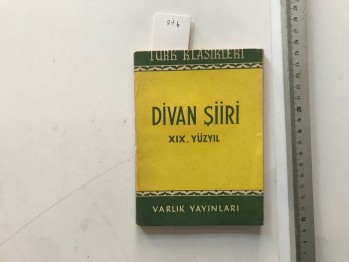 TÜRK KLASİKLERİ
DİVAN ŞİİRİ
XIX. YÜZYIL
VARLIK YAYINLARI